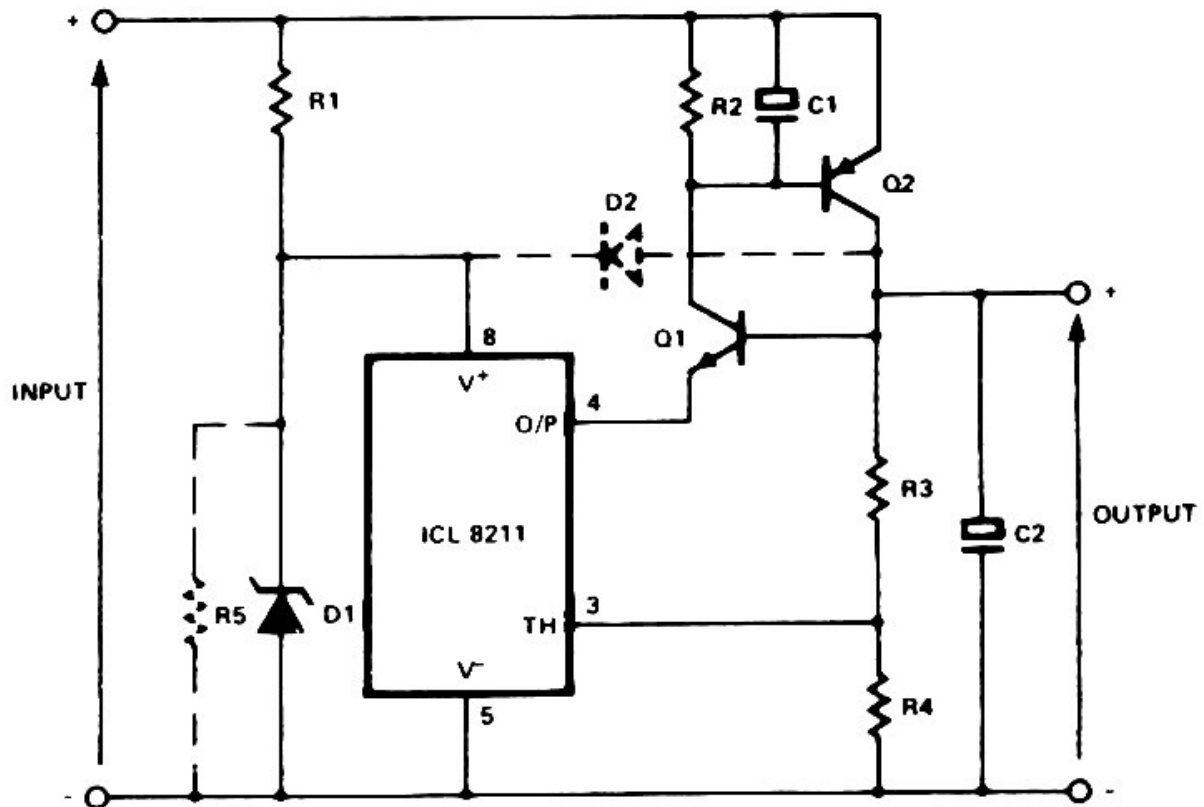 +
R1
R2
C1
Q2
D2
Q1
+
8
V+
INPUT
4
O/P
R3
ICL 8211
C2
OUTPUT
R5
D1
3
TH
V-
5
R4
-
-